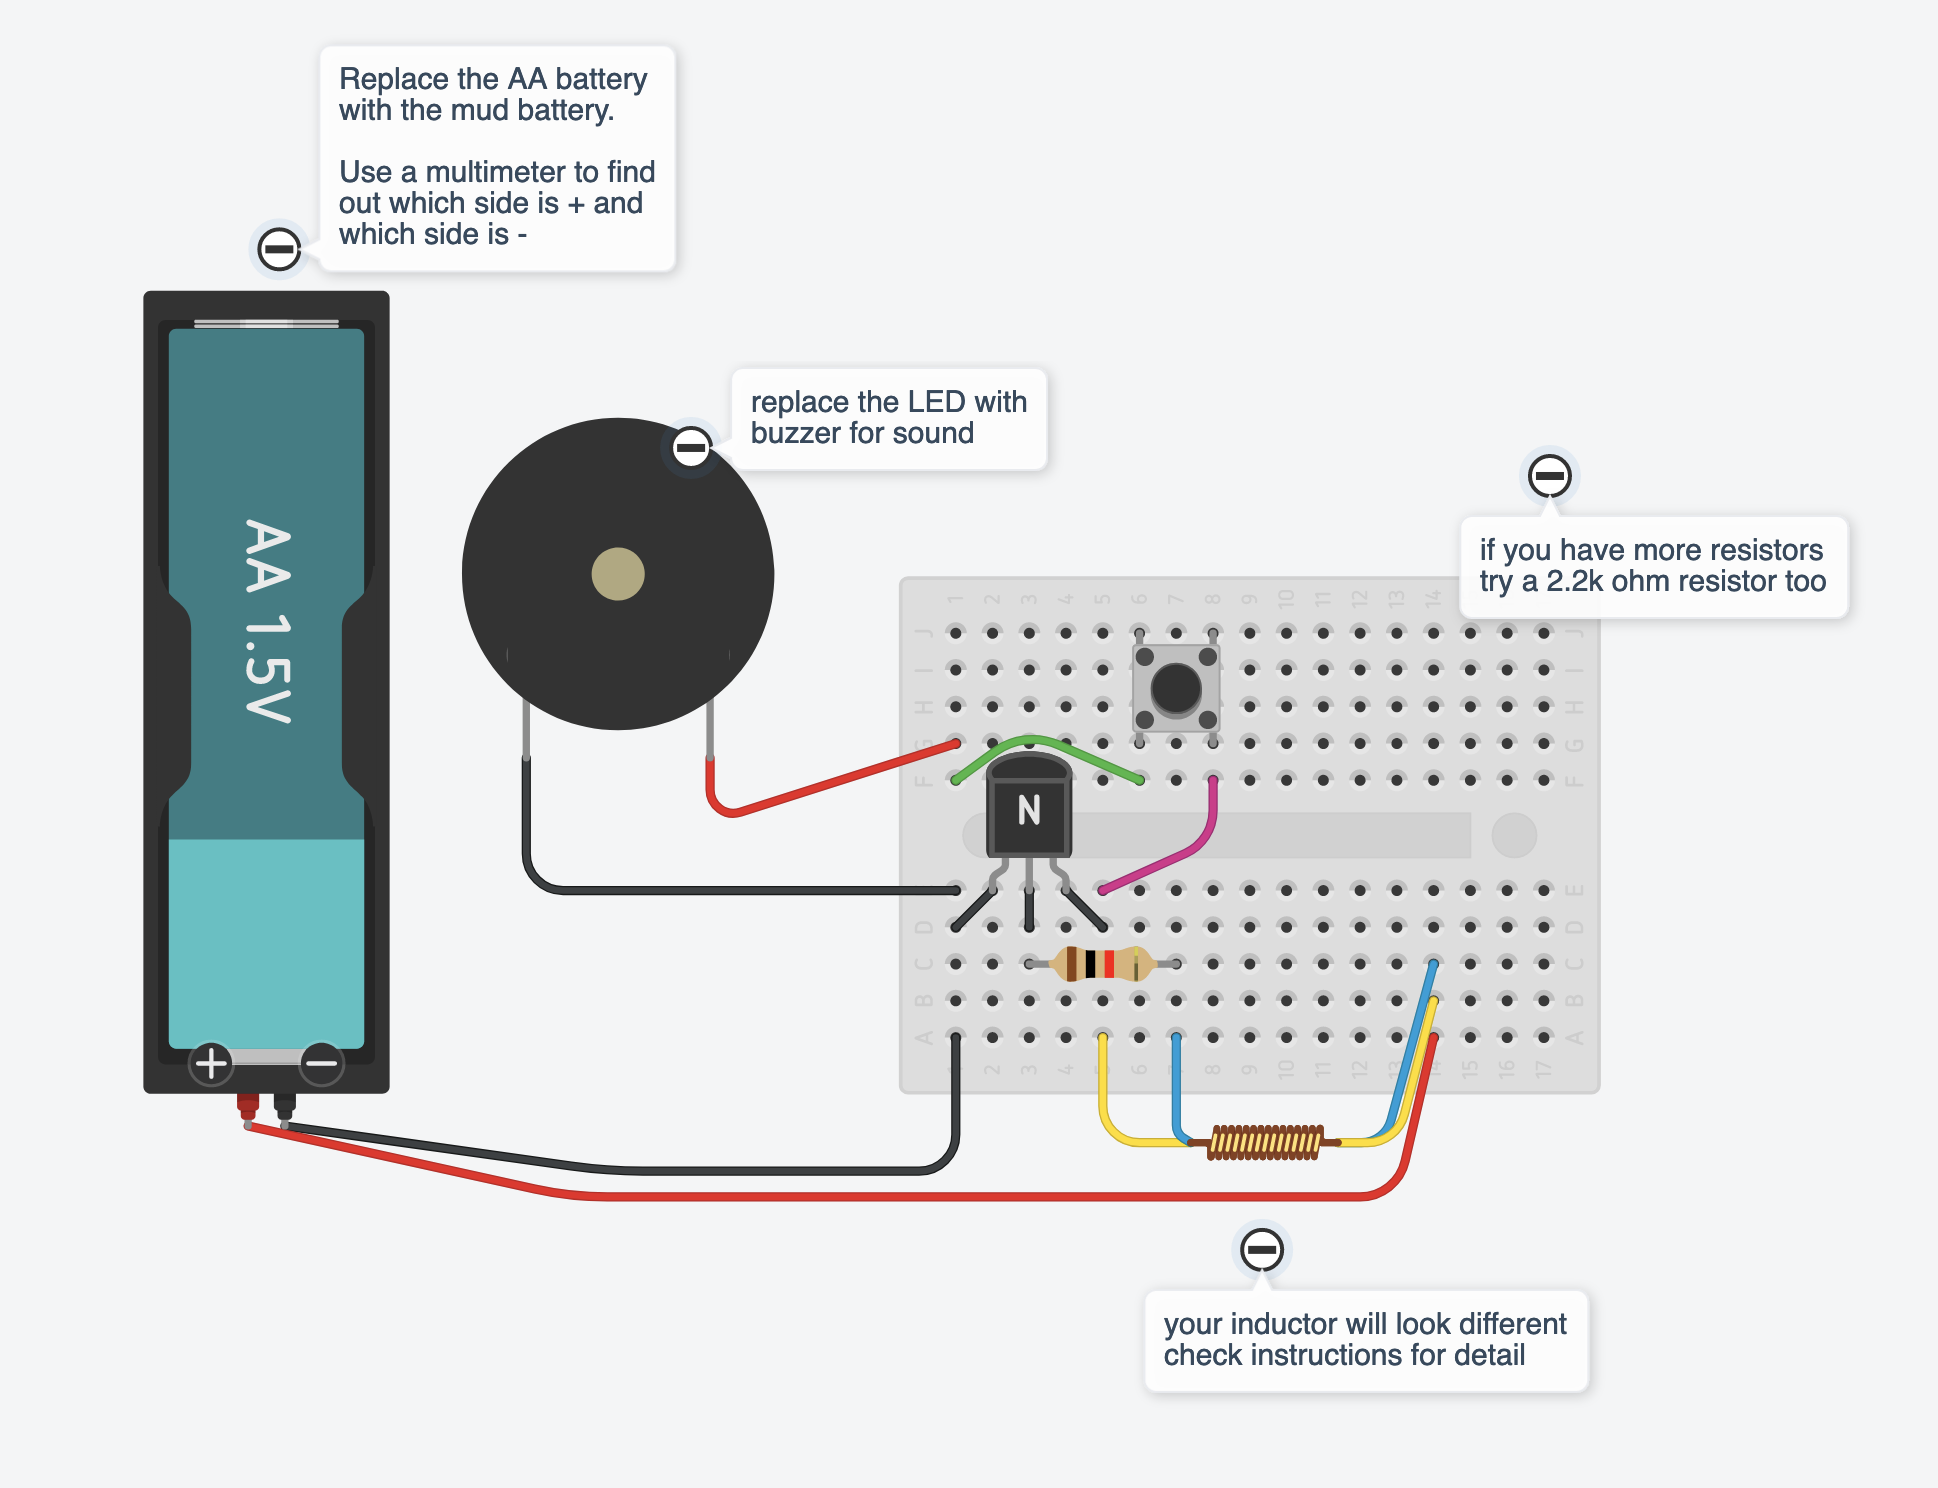 Replace the AA battery
with the mud battery.
Use a multimeter to find
out which side is + and
which side is -
replace the LED with
buzzer for sound
if you have more resistors
try a 2.2k ohm resistor too
AA 1.5V
+ −
N
1 2 3 4 5 6 7 8 9 10 11 12 13 14
J J
I I
H H
G G
F F
E
D D
C C
B B
A A
1 2 3 4 5 6 7 8 9 10 11 12 13 14 15 16 17
your inductor will look different
check instructions for detail